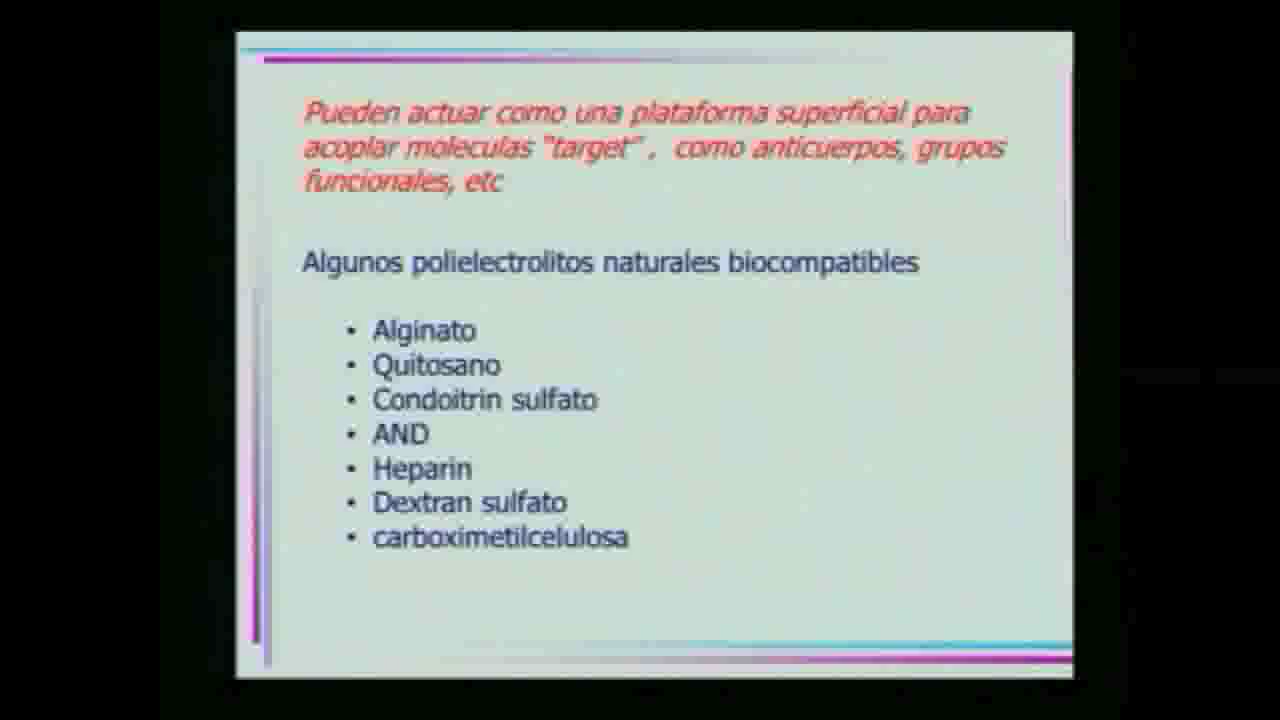 Pueden actuar como una plataforma superficial para
acoplar moleculas "target" , como anticuerpos, grupos
funcionales, etc
Algunos polielectrolitos naturales biocompatibles
• Alginato
• Quitosano
• Condoitrin sulfato
• AND
• Heparin
• Dextran sulfato
• carboximetilcelulosa